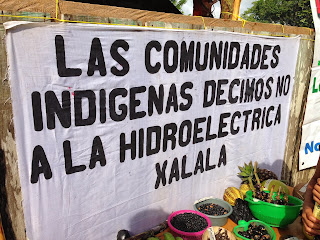 LAS COMUNIDADES
INDIGENAS DECIMOS NO
A LA HIDROELECTRICA
XALALA